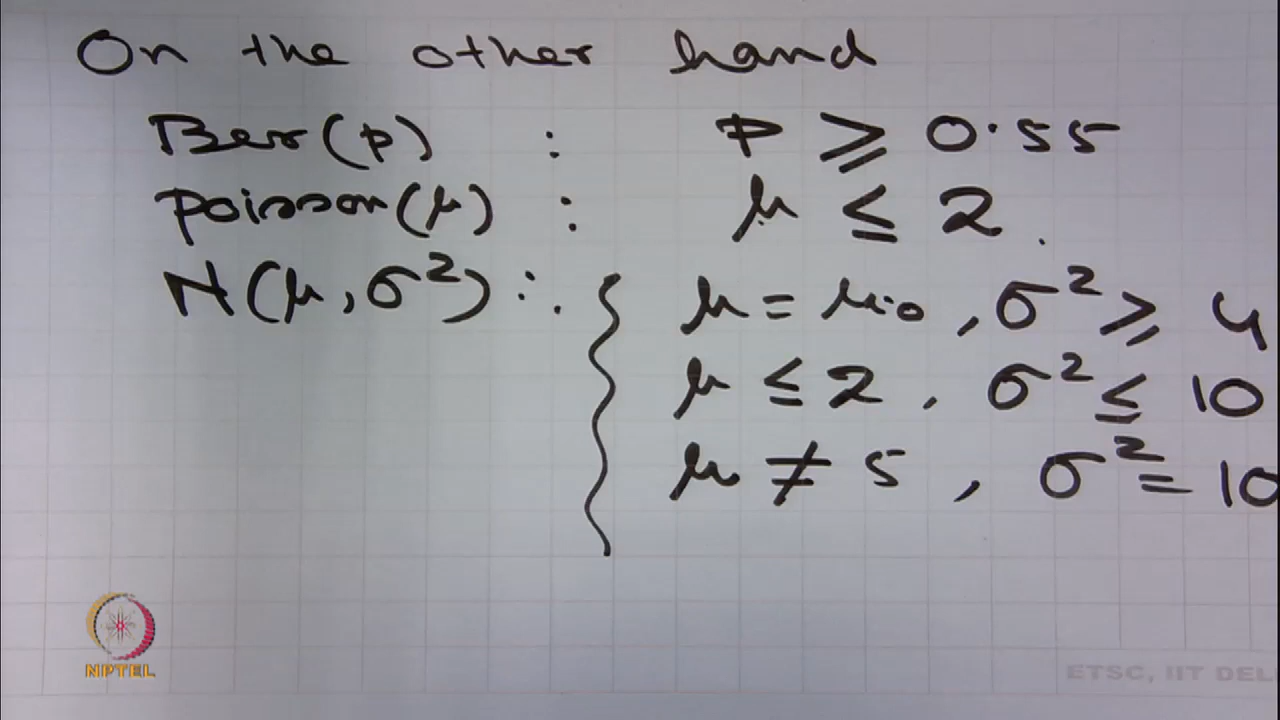 On the other hand
Ber(p) : p ≥ 0.55
Poisson(μ) : μ ≤ 2.
N(μ, σ²) : { μ = μ₀, σ² ≥ 4
μ ≤ 2, σ² ≤ 10
μ ≠ 5, σ² = 10
NPTEL
ETSC, IIT DEL